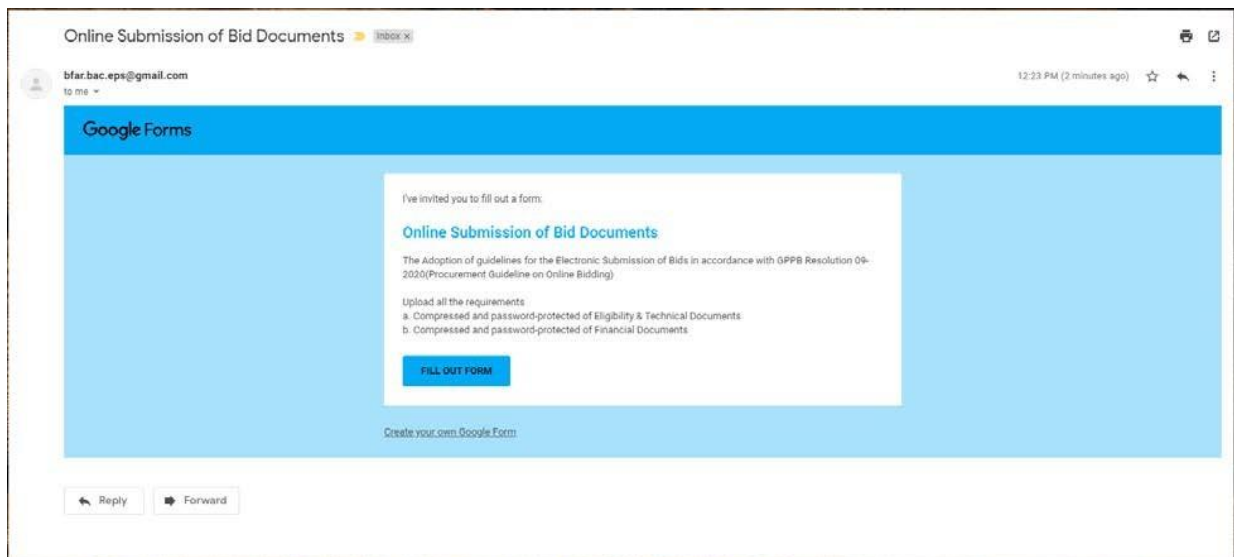 Online Submission of Bid Documents
Inbox x
bfar.bac.eps@gmail.com
12:23 PM (2 minutes ago)
to me
Google Forms
I've invited you to fill out a form:
Online Submission of Bid Documents
The Adoption of guidelines for the Electronic Submission of Bids in accordance with GPPB Resolution 09-
2020(Procurement Guideline on Online Bidding)
Upload all the requirements
a. Compressed and password-protected of Eligibility & Technical Documents
b. Compressed and password-protected of Financial Documents
FILL OUT FORM
Create your own Google Form
Reply
Forward